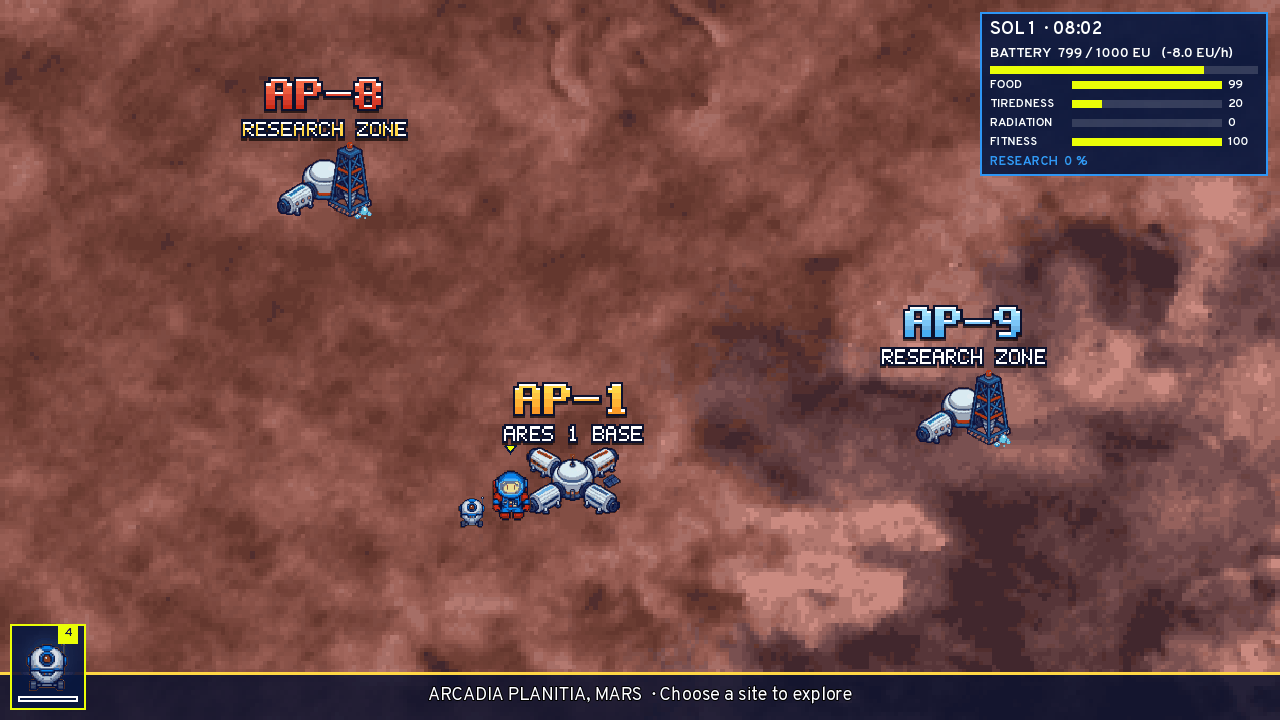 SOL 1 · 08:02
BATTERY 799 / 1000 EU (-8.0 EU/h)
FOOD 99
TIREDNESS 20
RADIATION 0
FITNESS 100
RESEARCH 0 %
AP-8
RESEARCH ZONE
AP-9
RESEARCH ZONE
AP-1
ARES 1 BASE
4
ARCADIA PLANITIA, MARS · Choose a site to explore